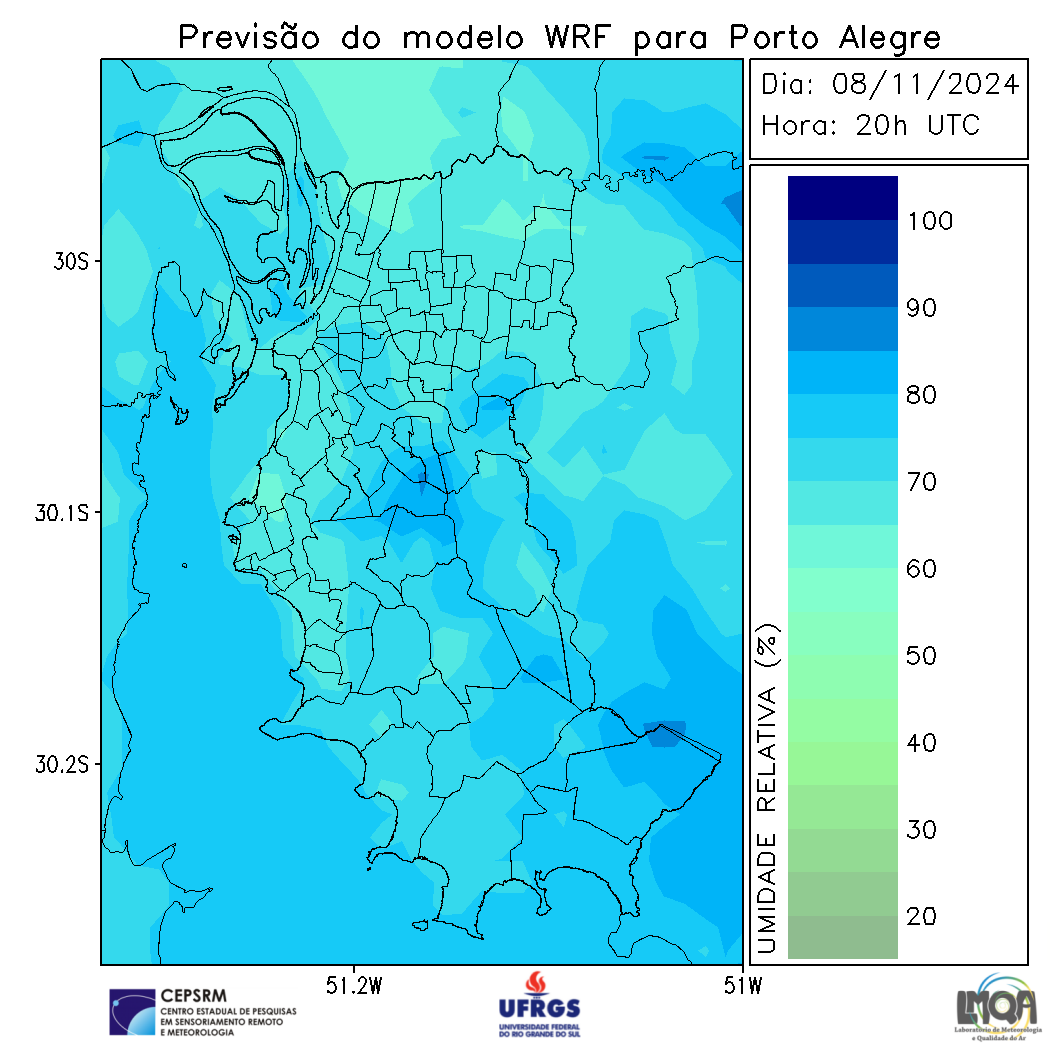 Previsão do modelo WRF para Porto Alegre
Dia: 08/11/2024
Hora: 20h UTC
30S
30.1S
30.2S
51.2W
51W
UMIDADE RELATIVA (%)
100
90
80
70
60
50
40
30
20
CEPSRM
CENTRO ESTADUAL DE PESQUISAS
EM SENSORIAMENTO REMOTO
E METEOROLOGIA
UFRGS
UNIVERSIDADE FEDERAL
DO RIO GRANDE DO SUL
LMQA
Laboratório de Meteorologia
e Qualidade do Ar